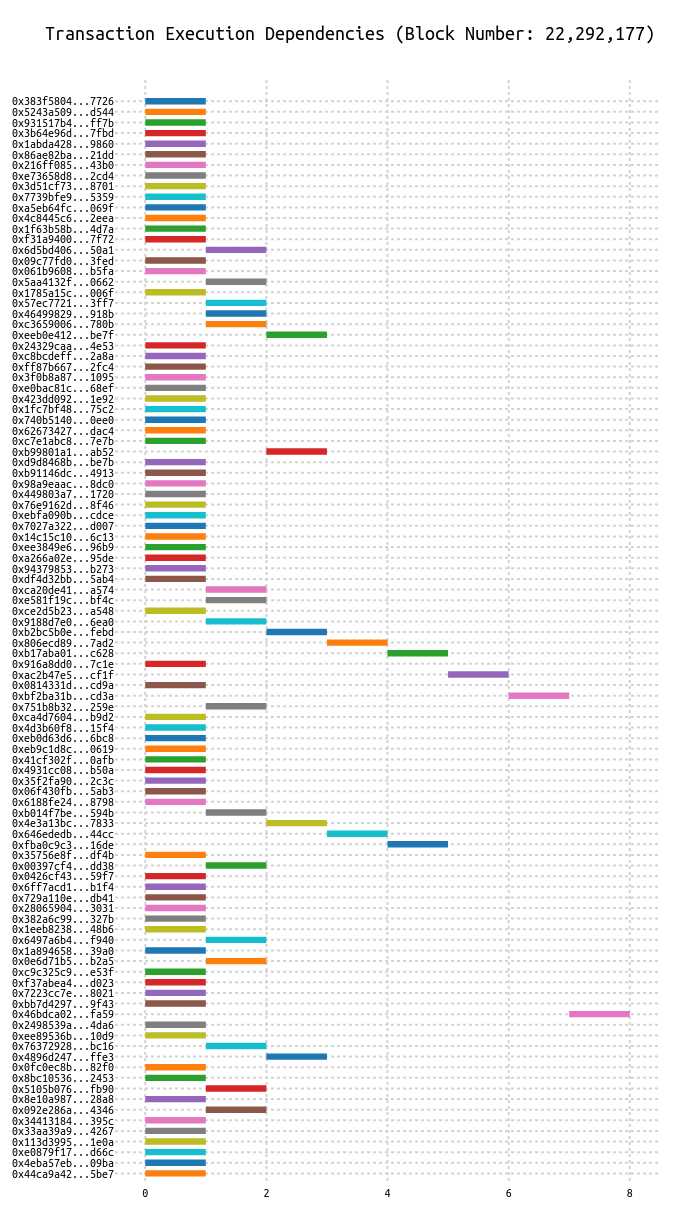 Transaction Execution Dependencies (Block Number: 22,292,177)
0x383f5804...7726
0x5243a509...d544
0x931517b4...ff7b
0x3b64e96d...7fbd
0x1abda428...9860
0x86ae82ba...21dd
0x216ff085...43b0
0xe73658d8...2cd4
0x3d51cf73...8701
0x7739bfe9...5359
0xa5eb64fc...069f
0x4c8445c6...2eea
0x1f63b58b...4d7a
0xf31a9400...7f72
0x6d5bd406...50a1
0x09c77fd0...3fed
0x061b9608...b5fa
0x5aa4132f...0662
0x1785a15c...006f
0x57ec7721...3ff7
0x46499829...918b
0xc3659006...780b
0xeeb0e412...be7f
0x24329caa...4e53
0xc8bcdeff...2a8a
0xff87b667...2fc4
0x3f0b8a87...1095
0xe0bac81c...68ef
0x423dd092...1e92
0x1fc7bf48...75c2
0x740b5140...0ee0
0x62673427...dac4
0xc7e1abc8...7e7b
0xb99801a1...ab52
0xd9d8468b...be7b
0xb91146dc...4913
0x98a9eaac...8dc0
0x449803a7...1720
0x76e9162d...8f46
0xebfa090b...cdce
0x7027a322...d007
0x14c15c10...6c13
0xee3849e6...96b9
0xa266a02e...95de
0x94379851...b273
0xdf4d32bb...5ab4
0xca20de41...a574
0xe581f19c...bf4c
0xce2d5b23...a548
0x9188d7e0...6ea0
0xb2bc5b0e...febd
0x806ecd89...7ad2
0xb17aba01...c628
0x916a8dd0...7c1e
0xac2b47e5...cf1f
0x0814331d...cd9a
0xbf2ba31b...cd3a
0x751b8b32...259e
0xca4d7604...b9d2
0x4d3b60f8...15f4
0xeb0d63d6...6bc8
0xeb9c1d8c...0619
0x41cf302f...0afb
0x4931cc08...b50a
0x35f2fa90...2c3c
0x06f430fb...5ab3
0x6188fe24...8798
0xb014f7be...594b
0x4e3a13bc...7833
0x646ededb...44cc
0xfba0c9c3...16de
0x35756e8f...df4b
0x00397cf4...dd38
0x0426cf43...59f7
0x6ff7acd1...b1f4
0x729a110e...db41
0x28065904...3031
0x382a6c99...327b
0x1eeb8238...48b6
0x6497a6b4...f940
0x1a894658...39a0
0x0e6d71b5...b2a5
0xc9c325c9...e53f
0xf37abea4...d023
0x7223cc7e...8021
0xbb7d4297...9f43
0x46bdca02...fa59
0x2498539a...4da6
0xee89536b...10d9
0x76372928...bc16
0x4896d247...ffe3
0x0fc0ec8b...82f0
0x8bc10536...2453
0x5105b076...fb90
0x8e10a987...28a8
0x092e286a...4346
0x34413184...395c
0x33aa39a9...4267
0x113d3995...1e0a
0xe0879f17...d66c
0x4eba57eb...09ba
0x44ca9a42...5be7
0 2 4 6 8